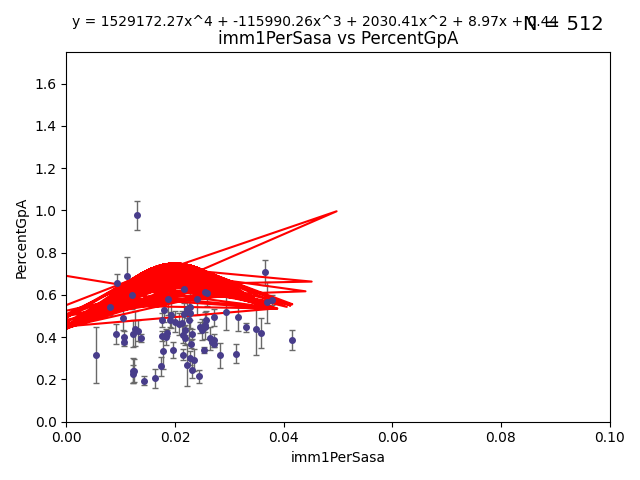 y = 1529172.27x^4 + -115990.26x^3 + 2030.41x^2 + 8.97x + 0.44
N = 512
imm1PerSasa vs PercentGpA
PercentGpA
1.6
1.4
1.2
1.0
0.8
0.6
0.4
0.2
0.0
0.00 0.02 0.04 0.06 0.08 0.10
imm1PerSasa